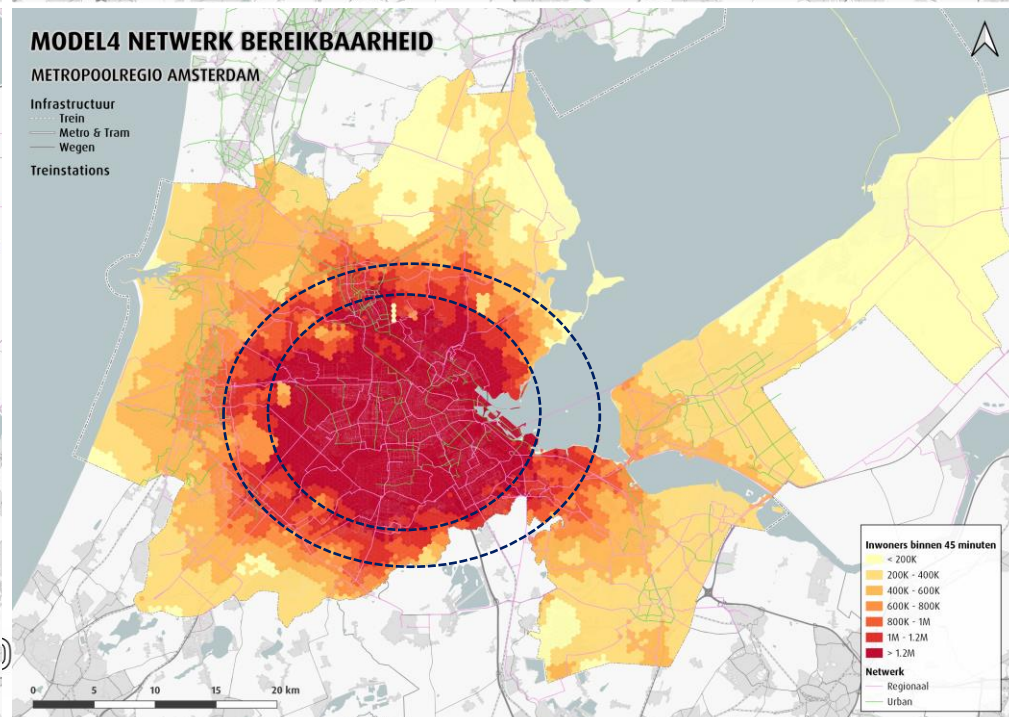 MODEL4 NETWERK BEREIKBAARHEID
METROPOOLREGIO AMSTERDAM
Infrastructuur
Trein
Metro & Tram
Wegen
Treinstations
Inwoners binnen 45 minuten
< 200K
200K - 400K
400K - 600K
600K - 800K
800K - 1M
1M - 1.2M
> 1.2M
Netwerk
Regionaal
Urban
0 5 10 15 20 km
)